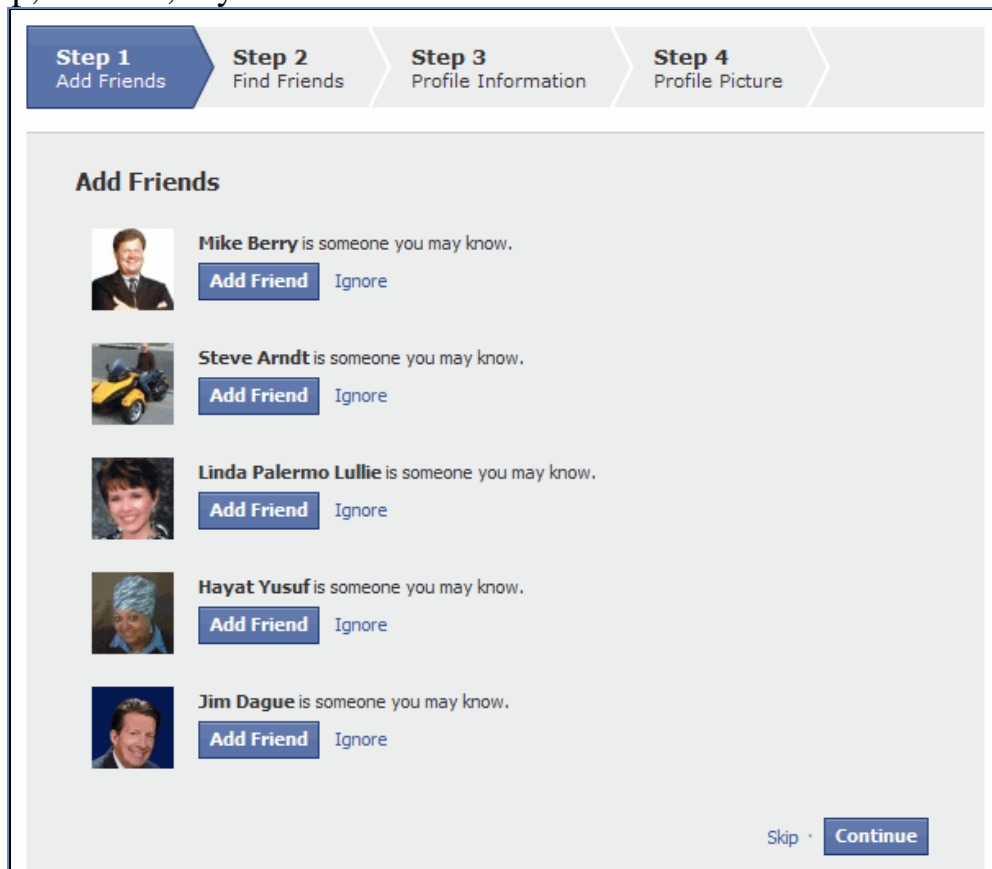 Step 1 Step 2 Step 3 Step 4
Add Friends Find Friends Profile Information Profile Picture
Add Friends
Mike Berry is someone you may know.
Add Friend Ignore
Steve Arndt is someone you may know.
Add Friend Ignore
Linda Palermo Lullie is someone you may know.
Add Friend Ignore
Hayat Yusuf is someone you may know.
Add Friend Ignore
Jim Dague is someone you may know.
Add Friend Ignore
Skip · Continue